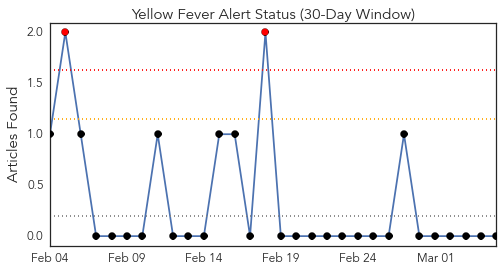 Yellow Fever Alert Status (30-Day Window)
Articles Found
2.0
1.5
1.0
0.5
0.0
Feb 04
Feb 09
Feb 14
Feb 19
Feb 24
Mar 01